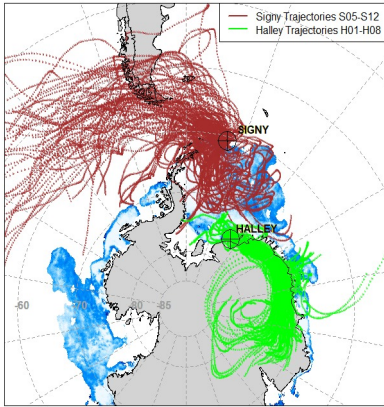 Signy Trajectories S05-S12
Halley Trajectories H01-H08
SIGNY
HALLEY
-60 -70 -80 -85